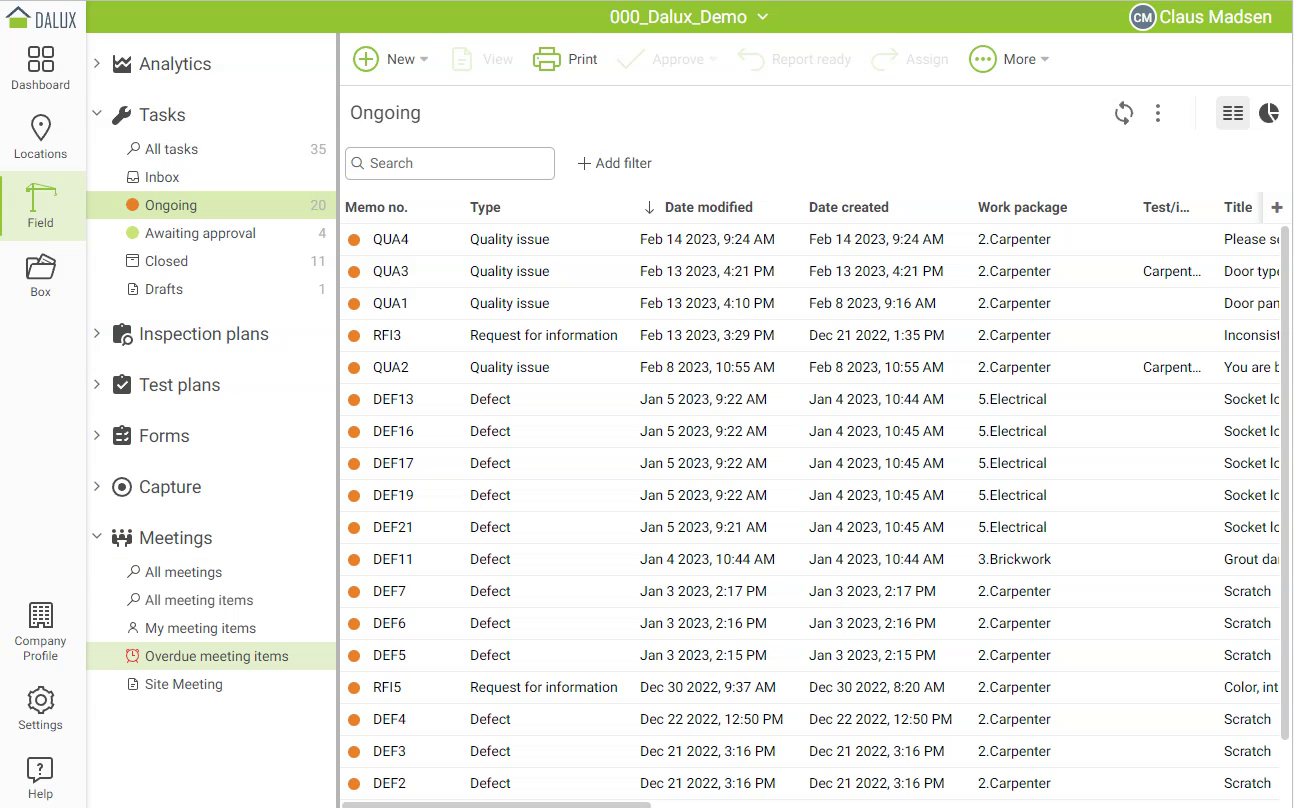 DALUX
000_Dalux_Demo
CM Claus Madsen
Dashboard
Locations
Field
Box
Company
Profile
Settings
Help
Analytics
Tasks
All tasks 35
Inbox
Ongoing 20
Awaiting approval 4
Closed 11
Drafts 1
Inspection plans
Test plans
Forms
Capture
Meetings
All meetings
All meeting items
My meeting items
Overdue meeting items
Site Meeting
New View Print Approve Report ready Assign More
Ongoing
Search + Add filter
Memo no. Type Date modified Date created Work package Test/i... Title +
QUA4 Quality issue Feb 14 2023, 9:24 AM Feb 14 2023, 9:24 AM 2.Carpenter Please se
QUA3 Quality issue Feb 13 2023, 4:21 PM Feb 13 2023, 4:21 PM 2.Carpenter Carpent... Door type
QUA1 Quality issue Feb 13 2023, 4:10 PM Feb 8 2023, 9:16 AM 2.Carpenter Door pan
RFI3 Request for information Feb 13 2023, 3:29 PM Dec 21 2022, 1:35 PM 2.Carpenter Inconsist
QUA2 Quality issue Feb 8 2023, 10:55 AM Feb 8 2023, 10:55 AM 2.Carpenter Carpent... You are b
DEF13 Defect Jan 5 2023, 9:22 AM Jan 4 2023, 10:44 AM 5.Electrical Socket lo
DEF16 Defect Jan 5 2023, 9:22 AM Jan 4 2023, 10:45 AM 5.Electrical Socket lo
DEF17 Defect Jan 5 2023, 9:22 AM Jan 4 2023, 10:45 AM 5.Electrical Socket lo
DEF19 Defect Jan 5 2023, 9:22 AM Jan 4 2023, 10:45 AM 5.Electrical Socket lo
DEF21 Defect Jan 5 2023, 9:21 AM Jan 4 2023, 10:45 AM 5.Electrical Socket lo
DEF11 Defect Jan 4 2023, 10:44 AM Jan 4 2023, 10:44 AM 3.Brickwork Grout da
DEF7 Defect Jan 3 2023, 2:17 PM Jan 3 2023, 2:17 PM 2.Carpenter Scratch
DEF6 Defect Jan 3 2023, 2:16 PM Jan 3 2023, 2:16 PM 2.Carpenter Scratch
DEF5 Defect Jan 3 2023, 2:15 PM Jan 3 2023, 2:15 PM 2.Carpenter Scratch
RFI5 Request for information Dec 30 2022, 9:37 AM Dec 30 2022, 8:20 AM 2.Carpenter Color, int
DEF4 Defect Dec 22 2022, 12:50 PM Dec 22 2022, 12:50 PM 2.Carpenter Scratch
DEF3 Defect Dec 21 2022, 3:16 PM Dec 21 2022, 3:16 PM 2.Carpenter Scratch
DEF2 Defect Dec 21 2022, 3:16 PM Dec 21 2022, 3:16 PM 2.Carpenter Scratch